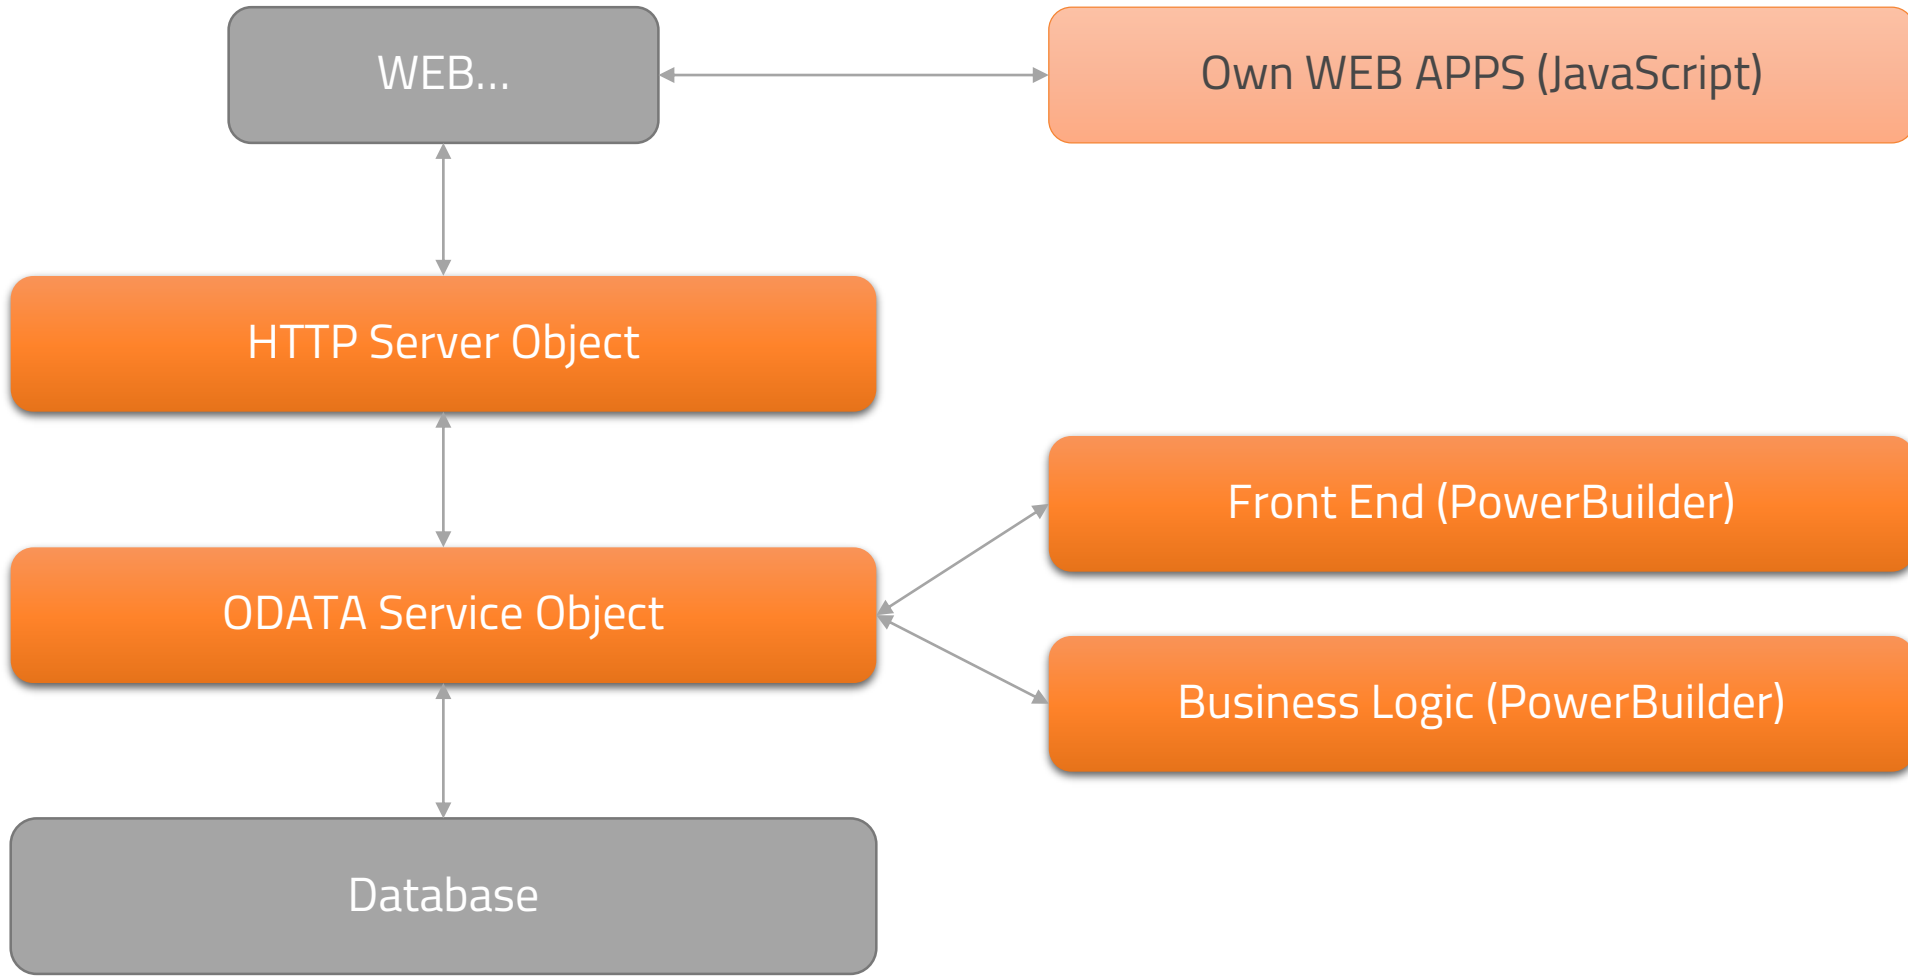 WEB...
Own WEB APPS (JavaScript)
HTTP Server Object
Front End (PowerBuilder)
ODATA Service Object
Business Logic (PowerBuilder)
Database